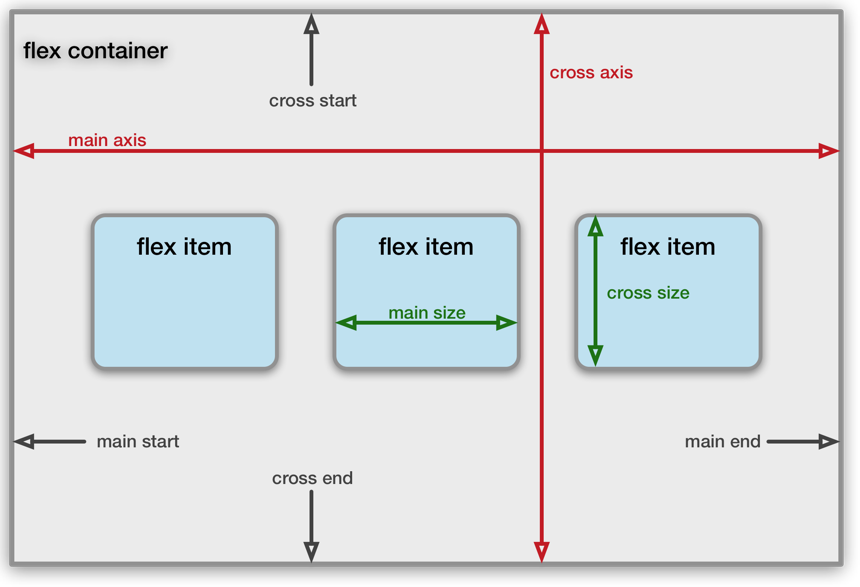 flex container
cross start
cross axis
main axis
flex item
flex item
flex item
main size
cross size
main start
main end
cross end